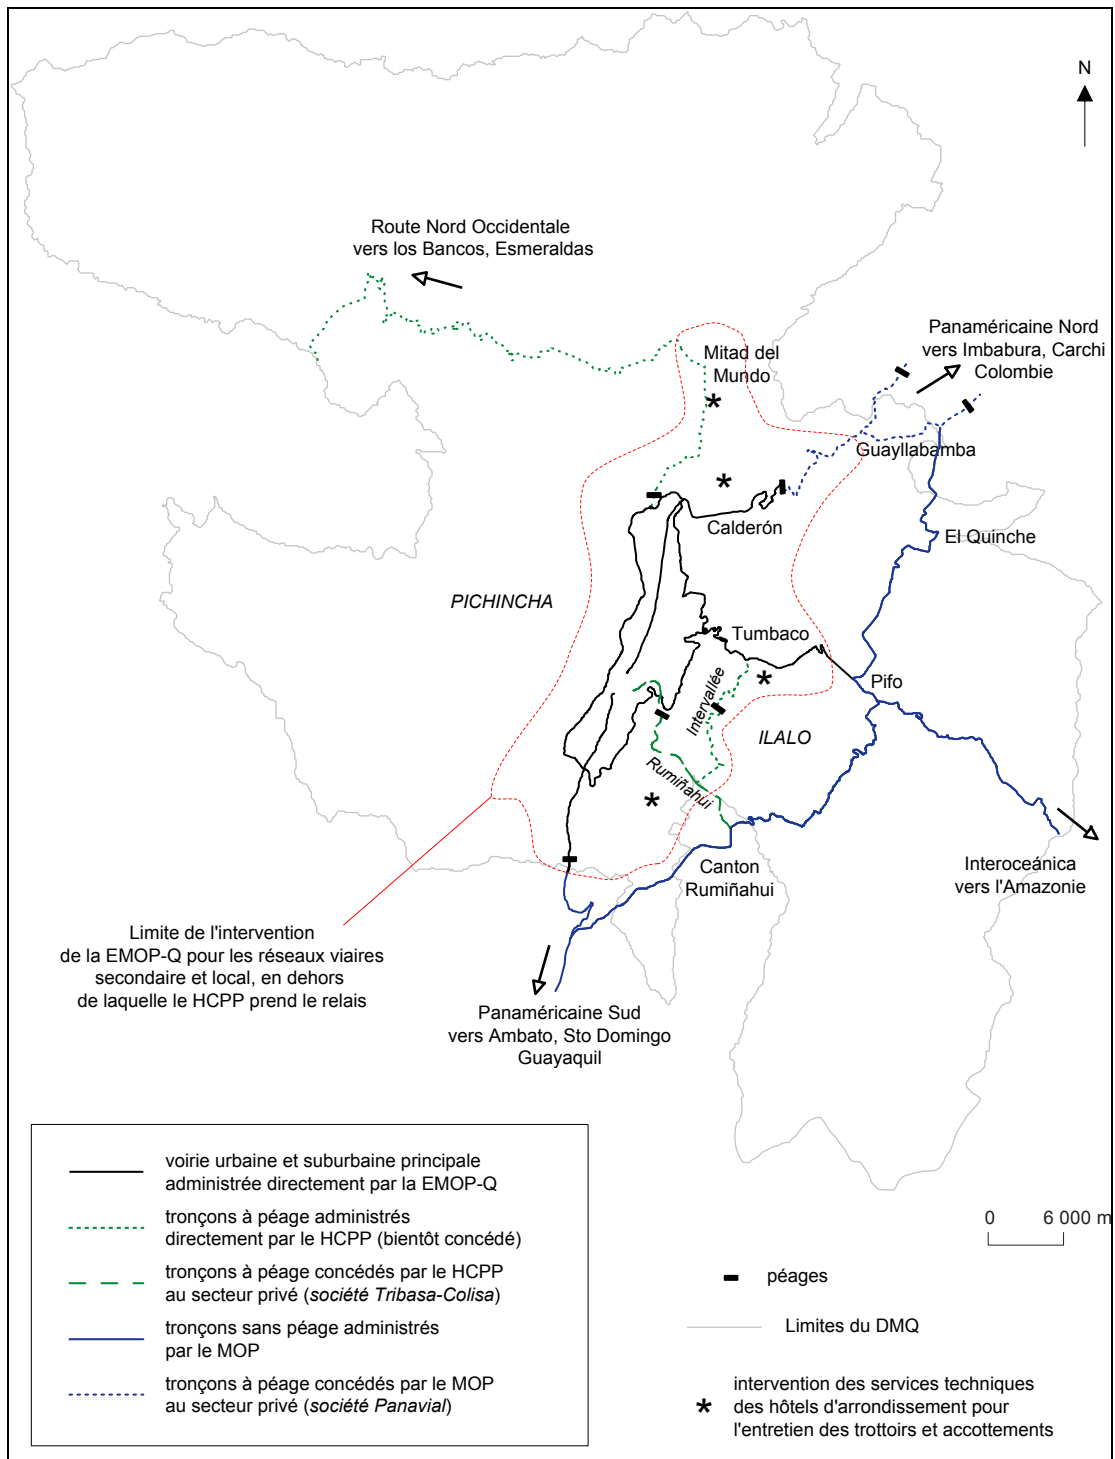 N
Route Nord Occidentale
vers los Bancos, Esmeraldas
Panaméricaine Nord
vers Imbabura, Carchi
Colombie
Mitad del
Mundo
Guayllabamba
Calderón
El Quinche
PICHINCHA
Tumbaco
Pifo
Intervallée
ILALO
Rumiñahui
Canton
Rumiñahui
Interoceánica
vers l'Amazonie
Limite de l'intervention
de la EMOP-Q pour les réseaux viaires
secondaire et local, en dehors
de laquelle le HCPP prend le relais
Panaméricaine Sud
vers Ambato, Sto Domingo
Guayaquil
voirie urbaine et suburbaine principale
administrée directement par la EMOP-Q
tronçons à péage administrés
directement par le HCPP (bientôt concédé)
tronçons à péage concédés par le HCPP
au secteur privé (société Tribasa-Colisa)
tronçons sans péage administrés
par le MOP
tronçons à péage concédés par le MOP
au secteur privé (société Panavial)
0 6 000 m
péages
Limites du DMQ
intervention des services techniques
des hôtels d'arrondissement pour
l'entretien des trottoirs et accottements